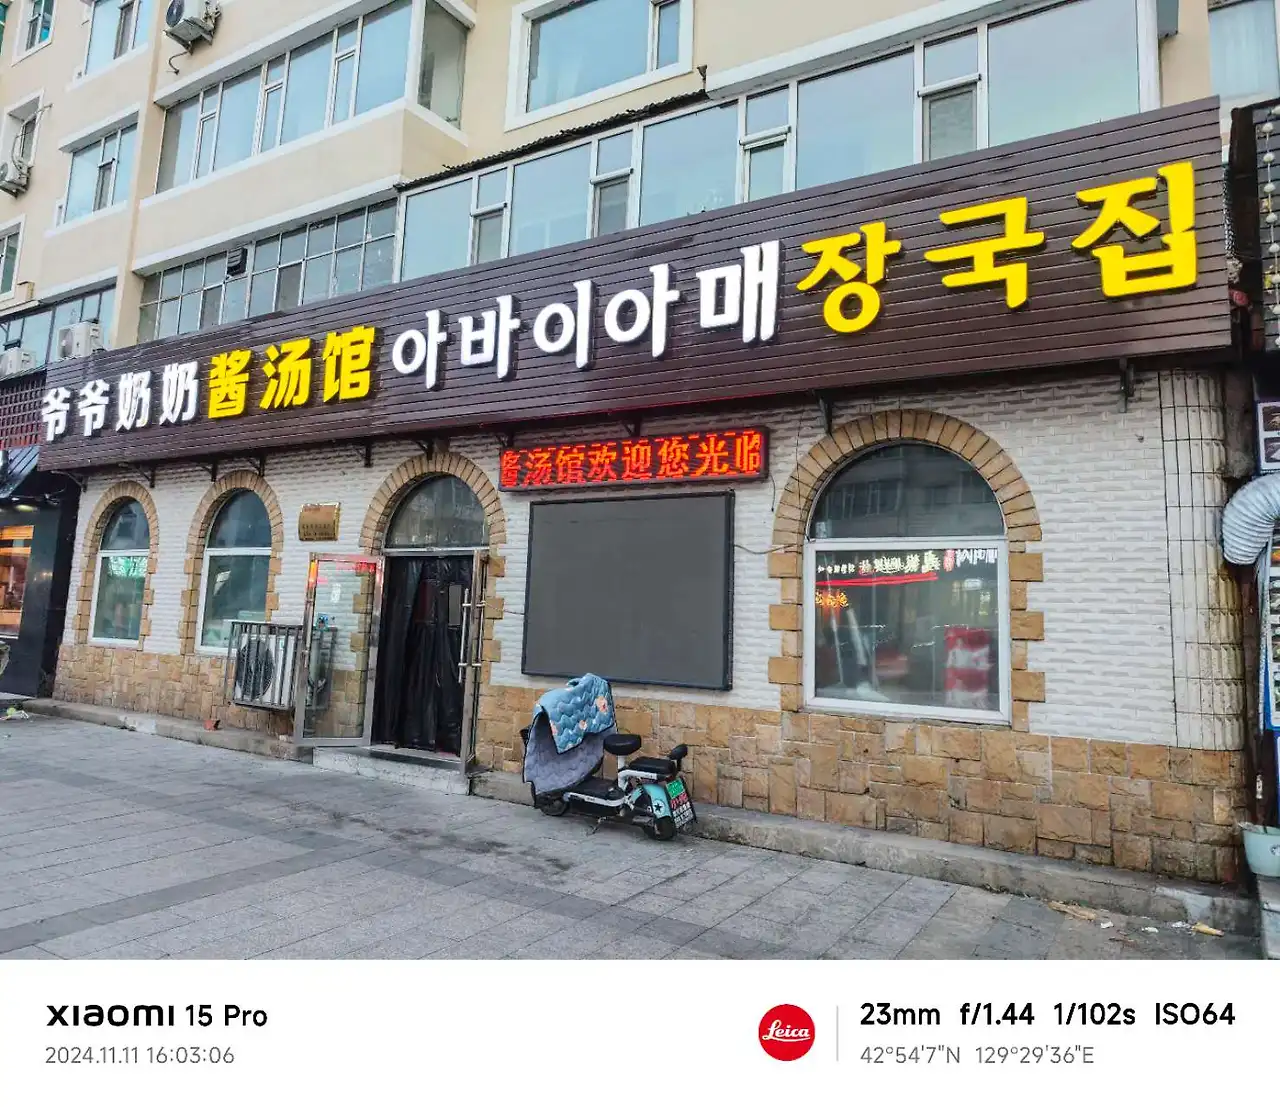 爷爷奶奶酱汤馆 아바이아매장국집
酱汤馆欢迎您光临
XIAOMI 15 Pro
2024.11.11 16:03:06
Leica
23mm f/1.44 1/102s ISO64
42°54'7"N 129°29'36"E